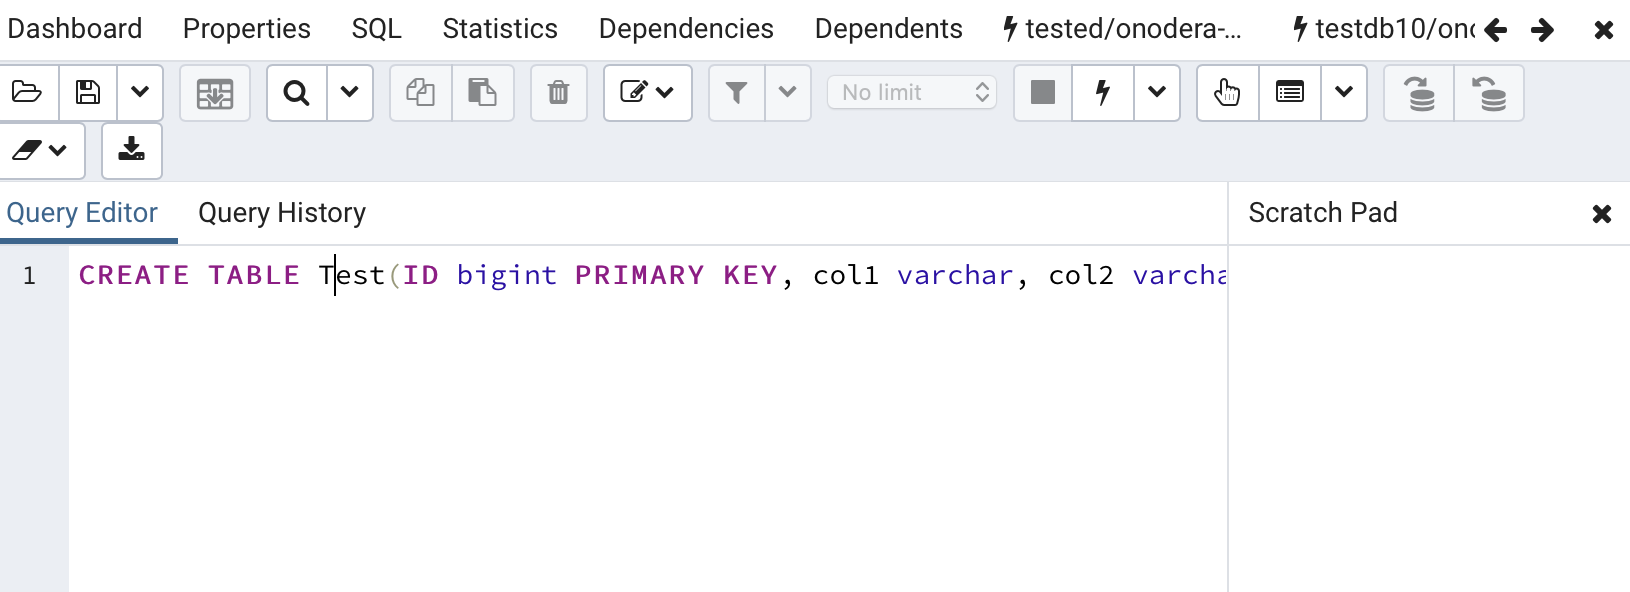 Dashboard Properties SQL Statistics Dependencies Dependents tested/onodera-... testdb10/ono
No limit
Query Editor Query History Scratch Pad
1 CREATE TABLE Test(ID bigint PRIMARY KEY, col1 varchar, col2 varcha